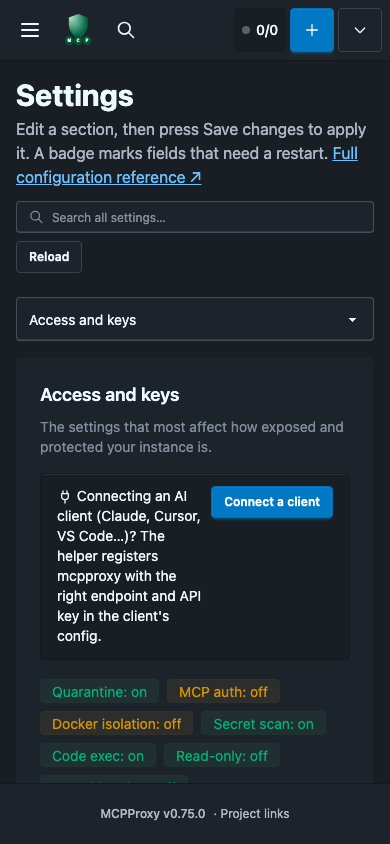 MCP
0/0
Settings
Edit a section, then press Save changes to apply
it. A badge marks fields that need a restart. Full
configuration reference ↗
Search all settings...
Reload
Access and keys
Access and keys
The settings that most affect how exposed and
protected your instance is.
Connecting an AI
client (Claude, Cursor,
VS Code...)? The
helper registers
mcpproxy with the
right endpoint and API
key in the client's
config.
Connect a client
Quarantine: on
MCP auth: off
Docker isolation: off
Secret scan: on
Code exec: on
Read-only: off
MCPProxy v0.75.0 · Project links